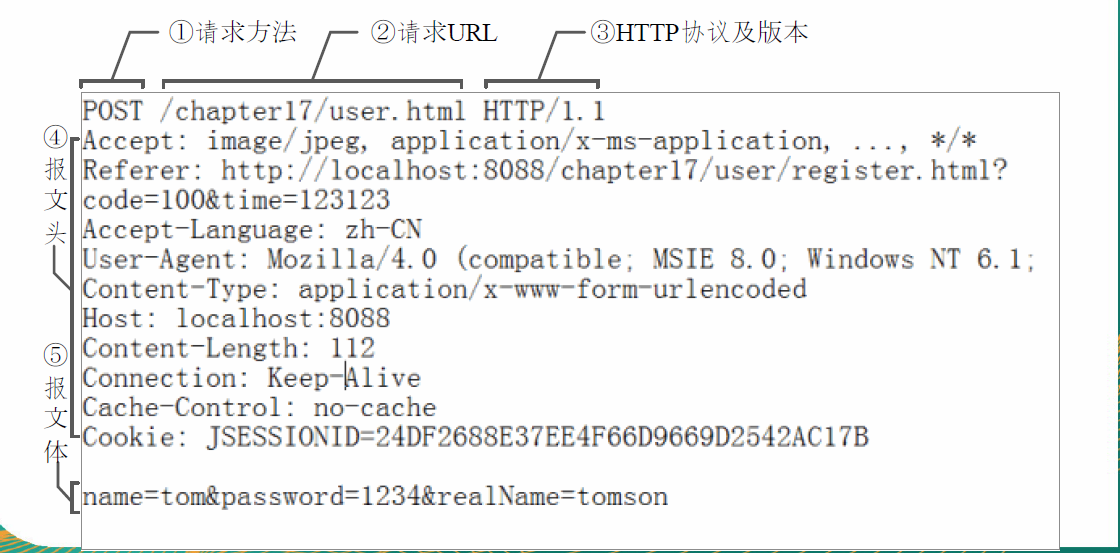 ①请求方法 ②请求URL ③HTTP协议及版本
POST /chapter17/user.html HTTP/1.1
④报文头
Accept: image/jpeg, application/x-ms-application, ..., */*
Referer: http://localhost:8088/chapter17/user/register.html?
code=100&time=123123
Accept-Language: zh-CN
User-Agent: Mozilla/4.0 (compatible; MSIE 8.0; Windows NT 6.1;
Content-Type: application/x-www-form-urlencoded
Host: localhost:8088
Content-Length: 112
Connection: Keep-Alive
Cache-Control: no-cache
Cookie: JSESSIONID=24DF2688E37EE4F66D9669D2542AC17B
⑤报文体
name=tom&password=1234&realName=tomson